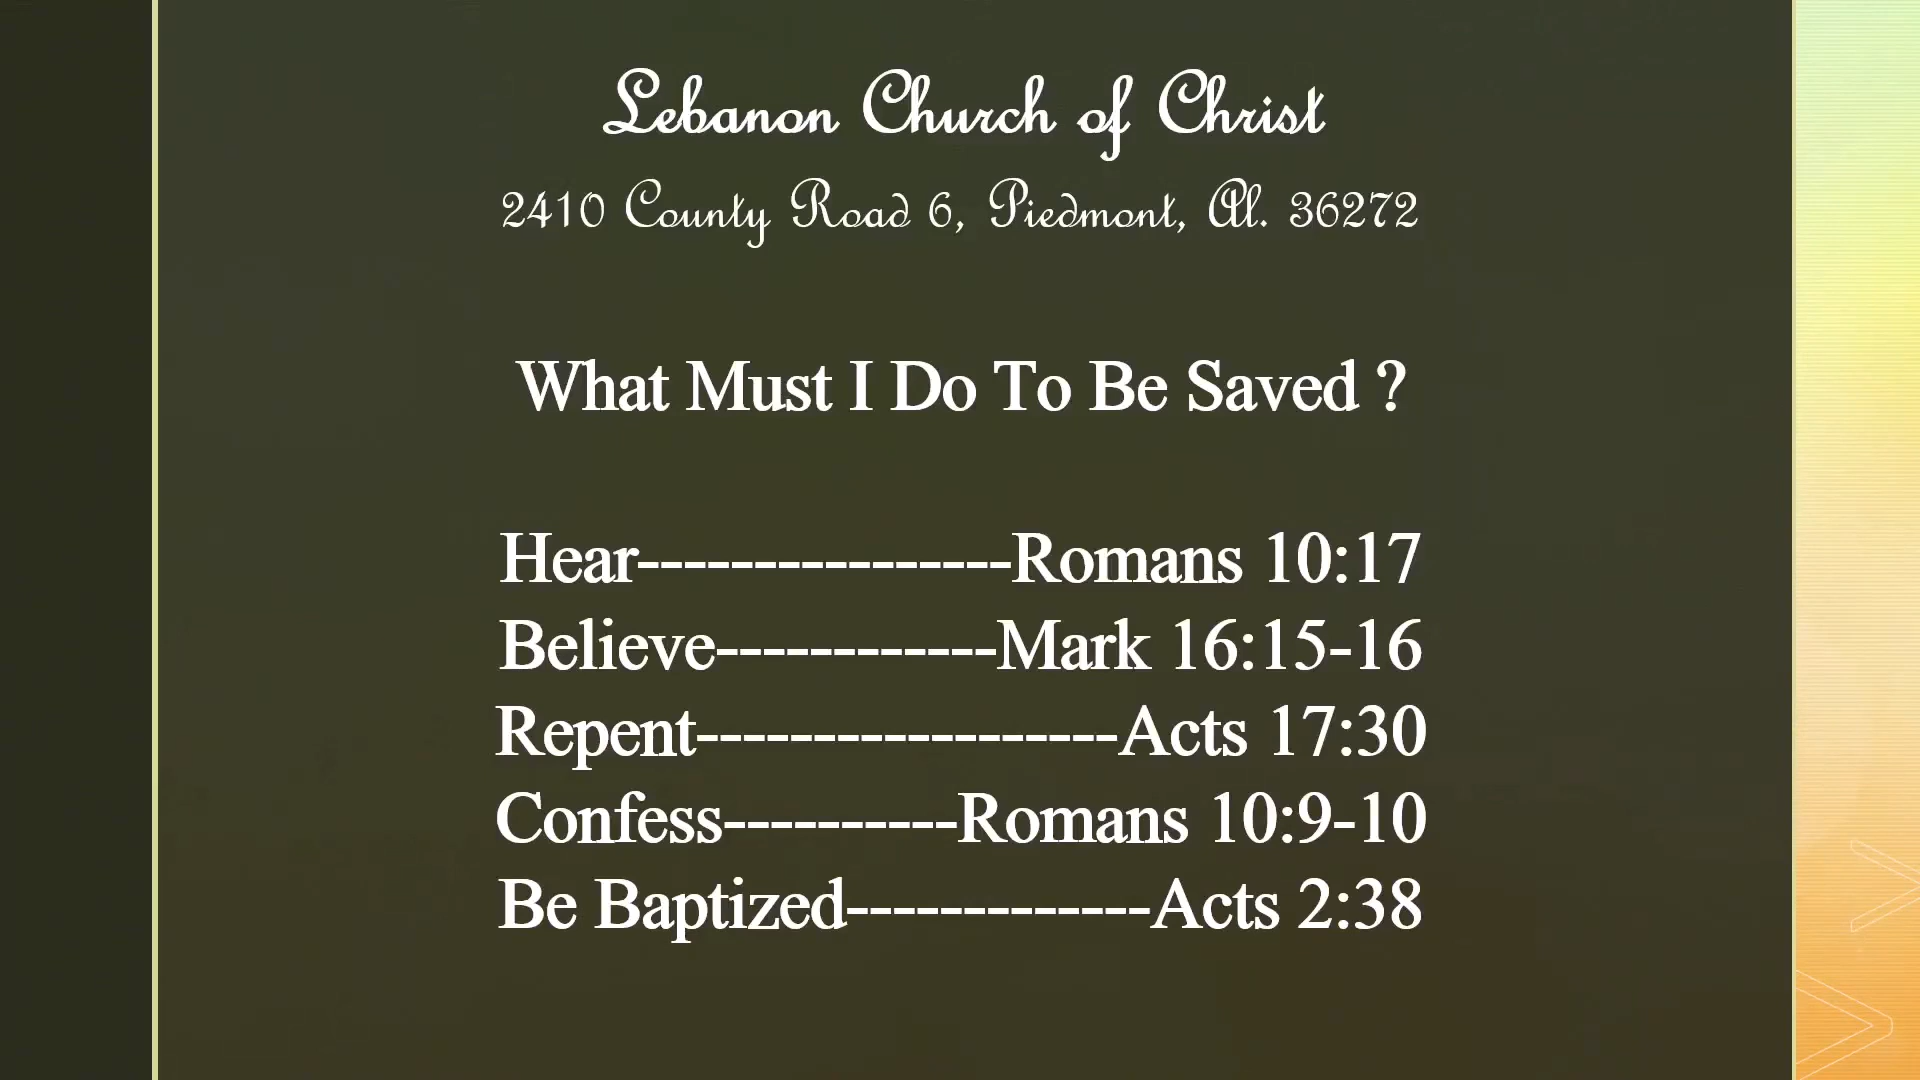 Lebanon Church of Christ
2410 County Road 6, Piedmont, Al. 36272
What Must I Do To Be Saved ?
Hear----------------Romans 10:17
Believe------------Mark 16:15-16
Repent------------------Acts 17:30
Confess----------Romans 10:9-10
Be Baptized-------------Acts 2:38